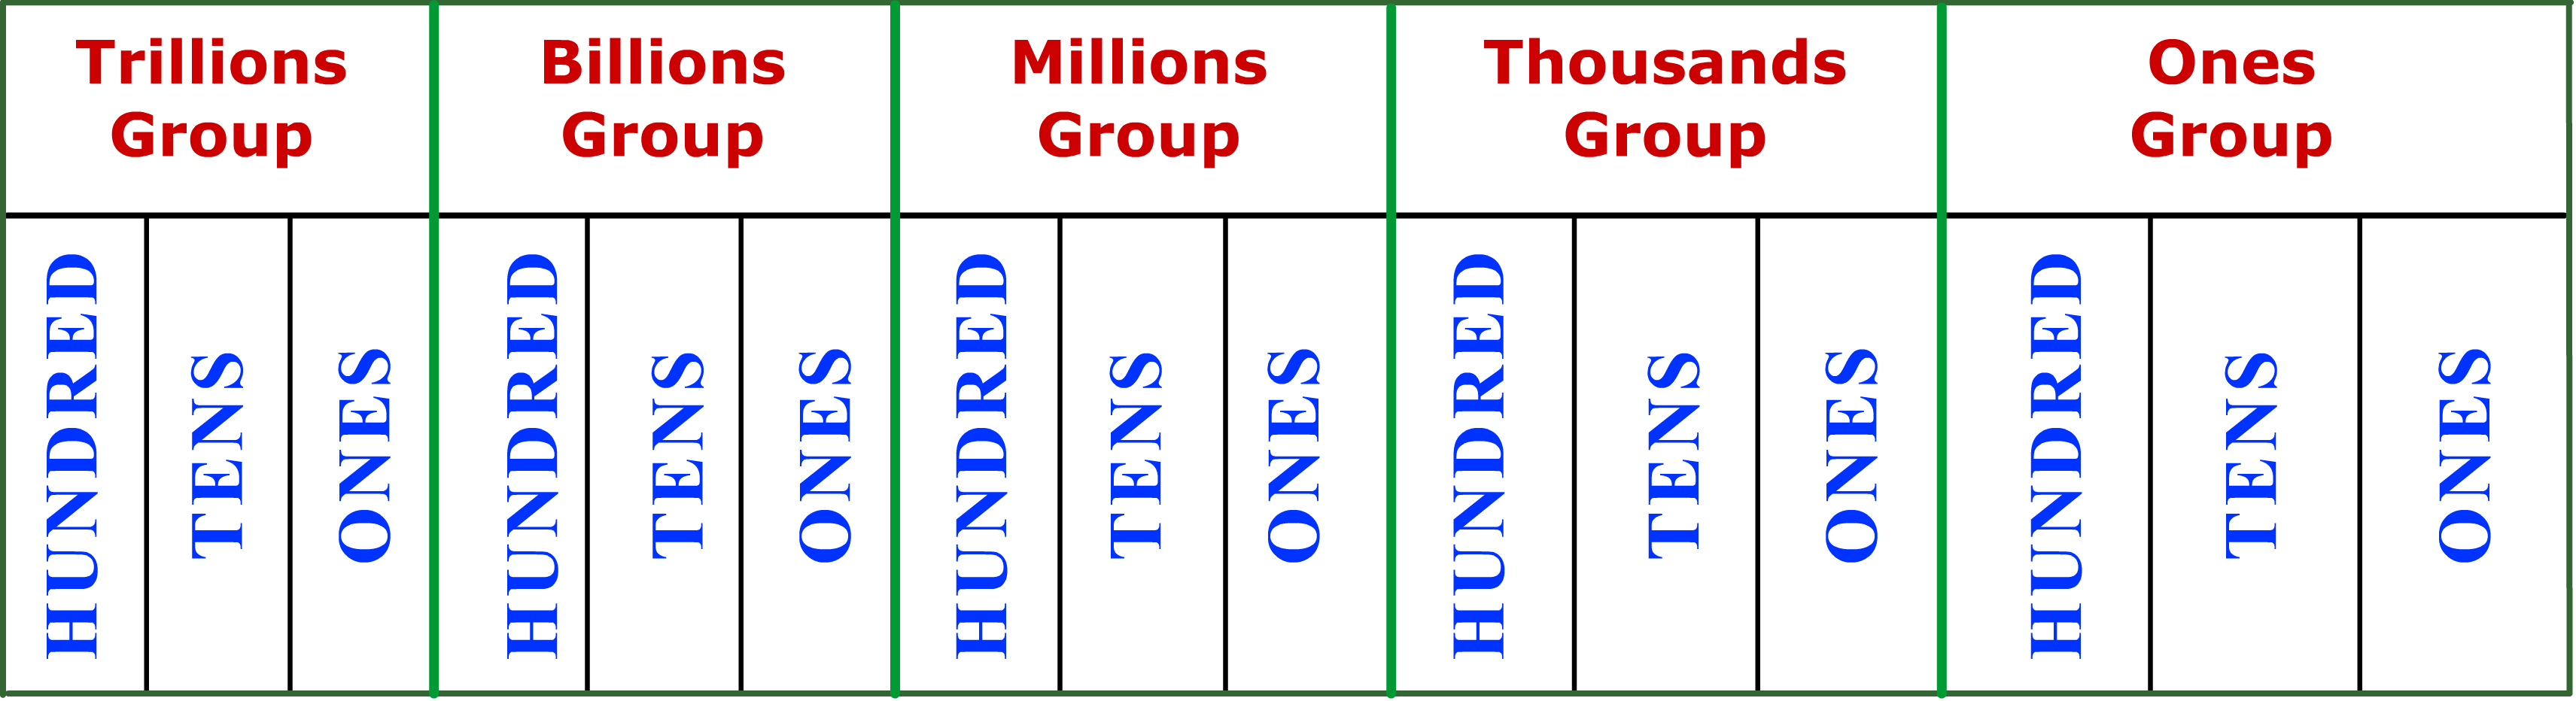 Trillions
Group
Billions
Group
Millions
Group
Thousands
Group
Ones
Group
HUNDRED
TENS
ONES
HUNDRED
TENS
ONES
HUNDRED
TENS
ONES
HUNDRED
TENS
ONES
HUNDRED
TENS
ONES